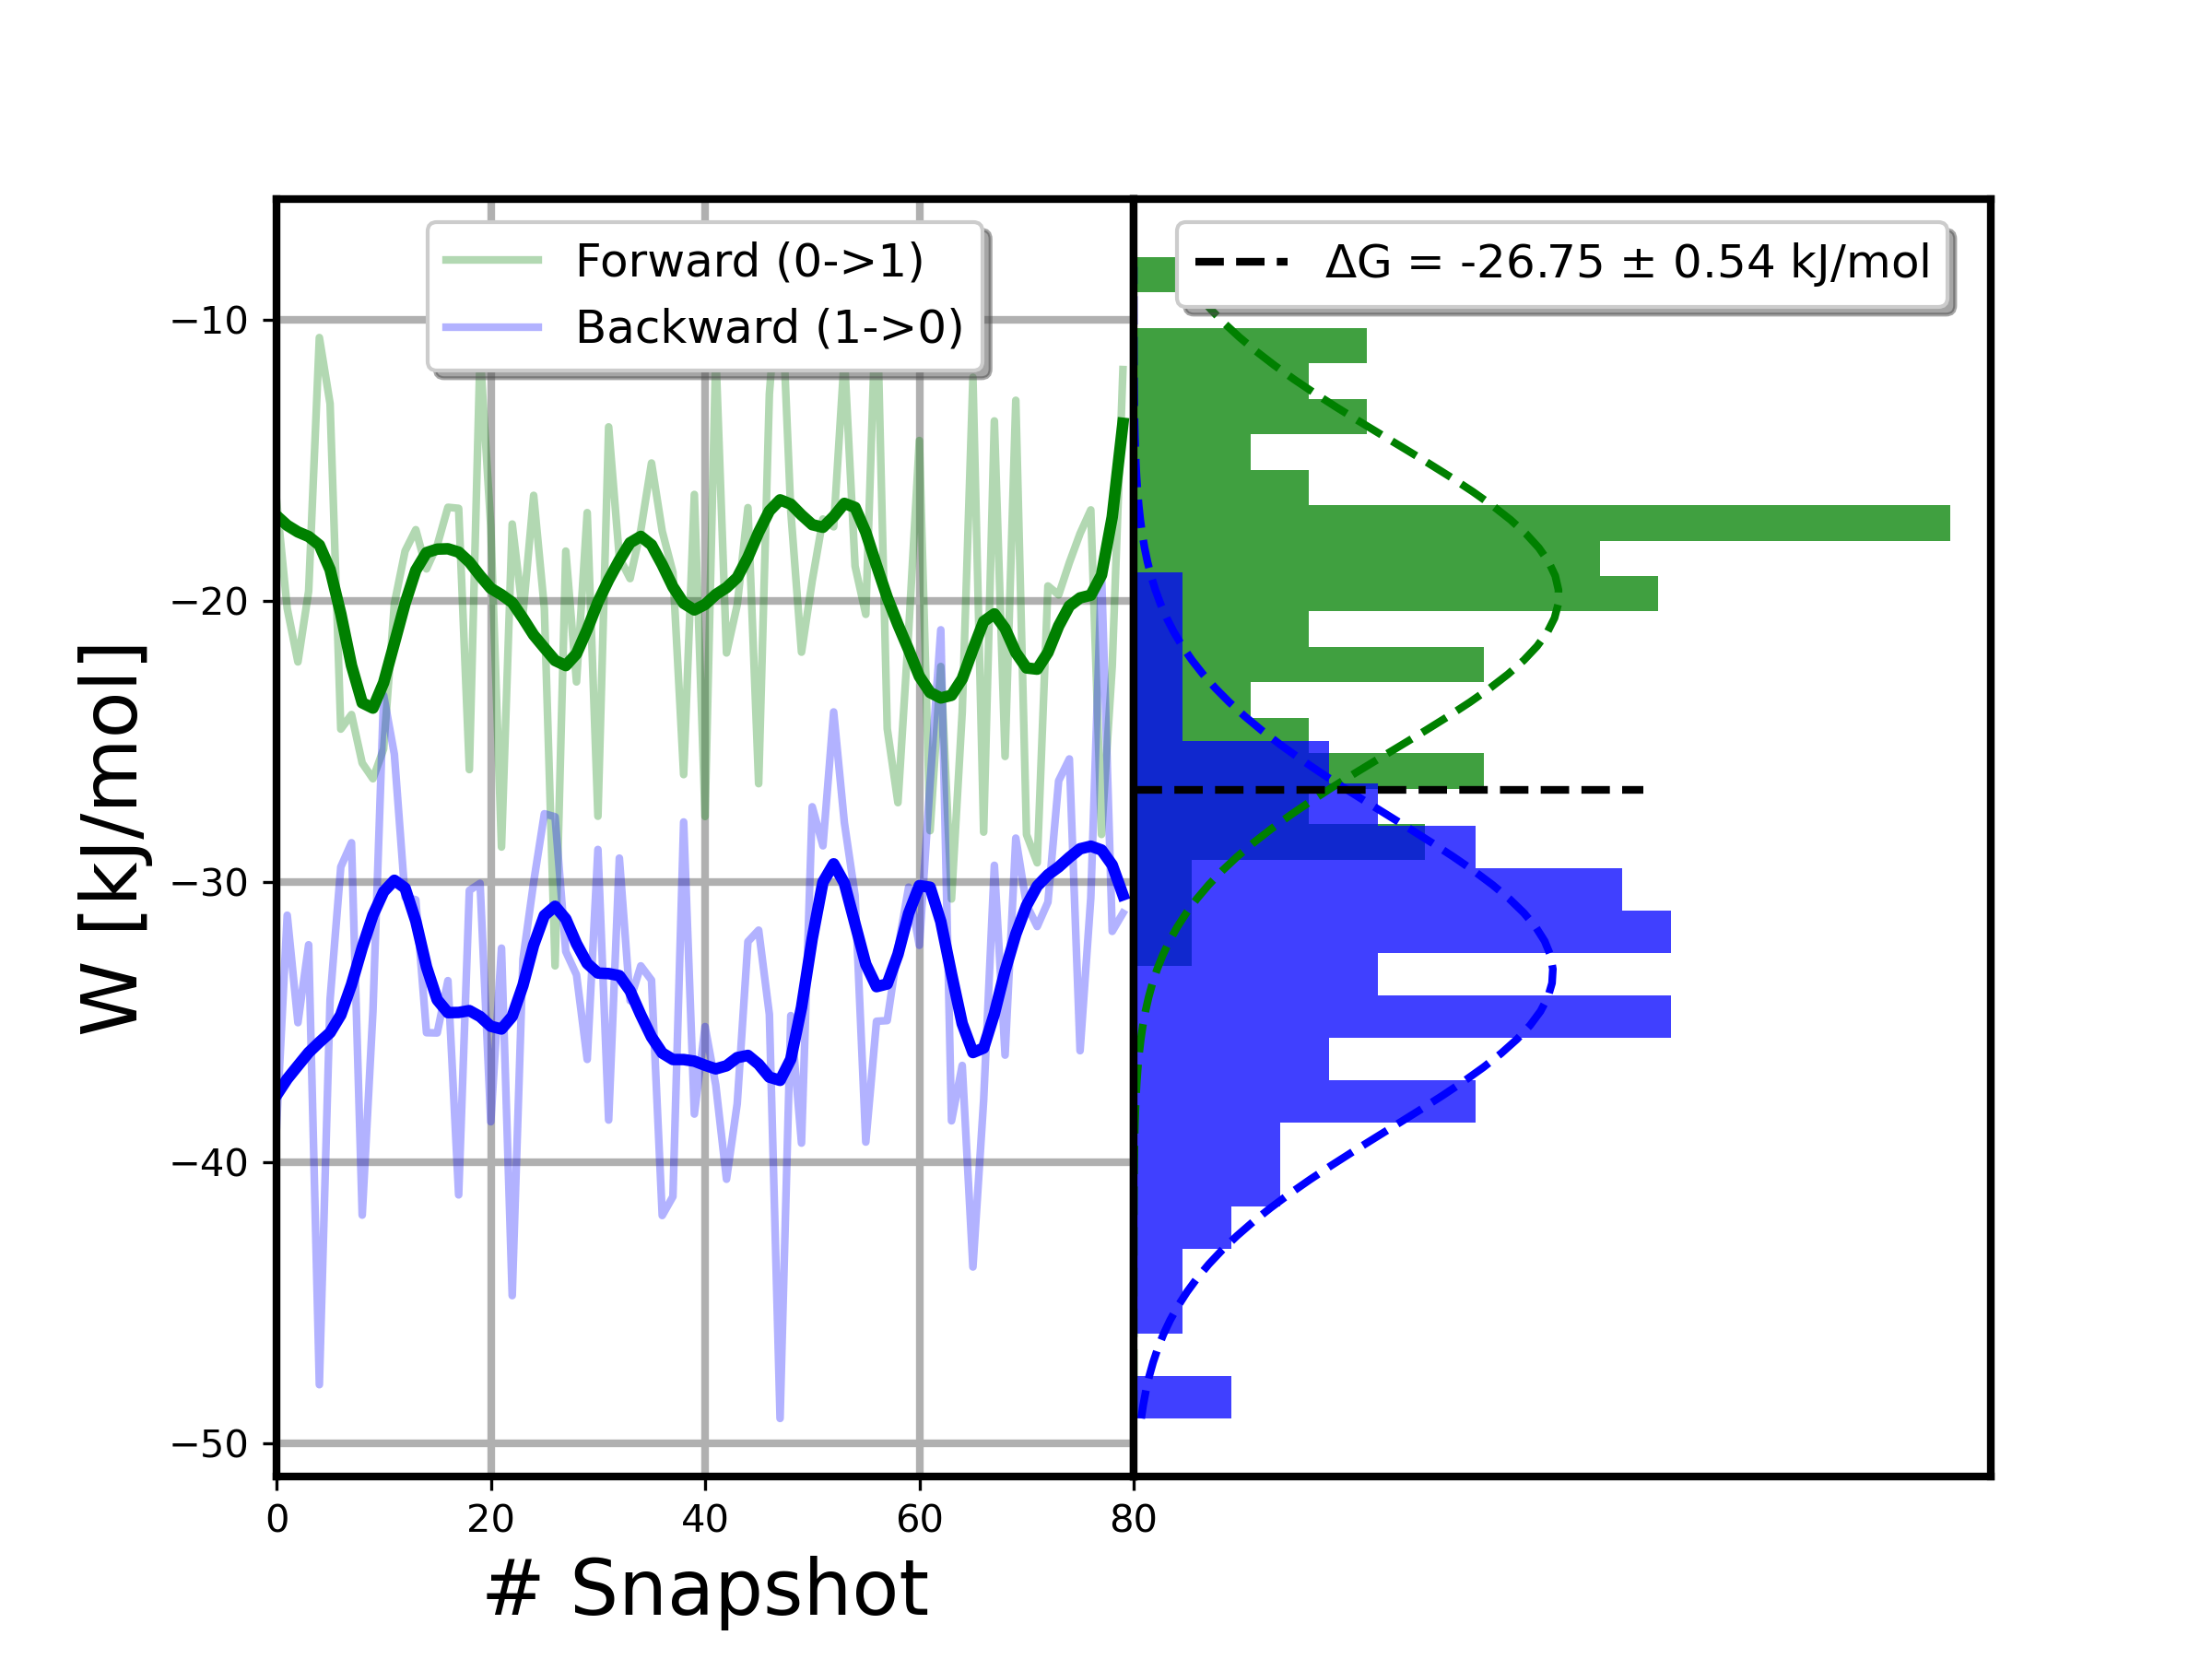 Forward (0->1)
Backward (1->0)
ΔG = -26.75 ± 0.54 kJ/mol
−10
−20
−30
−40
−50
W [kJ/mol]
0 20 40 60 80
# Snapshot